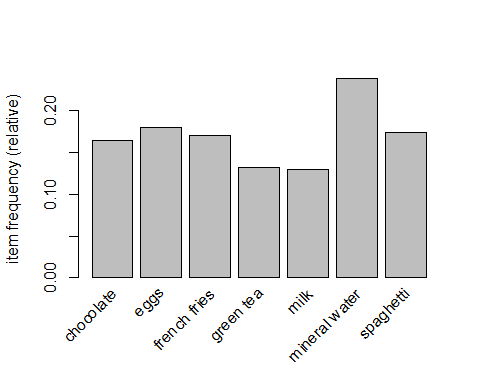 item frequency (relative)
0.20
0.10
0.00
chocolate
eggs
french fries
green tea
milk
mineral water
spaghetti